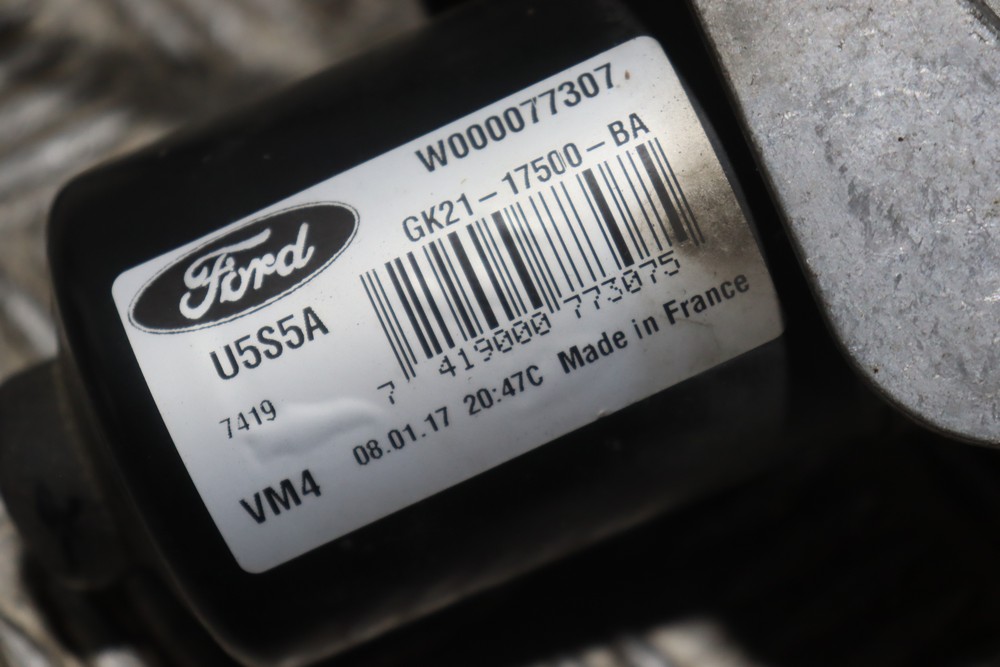 W000077307
GK21-17500-BA
Ford
U5S5A
7 419000 773075
7419
08.01.17 20:47C Made in France
VM4